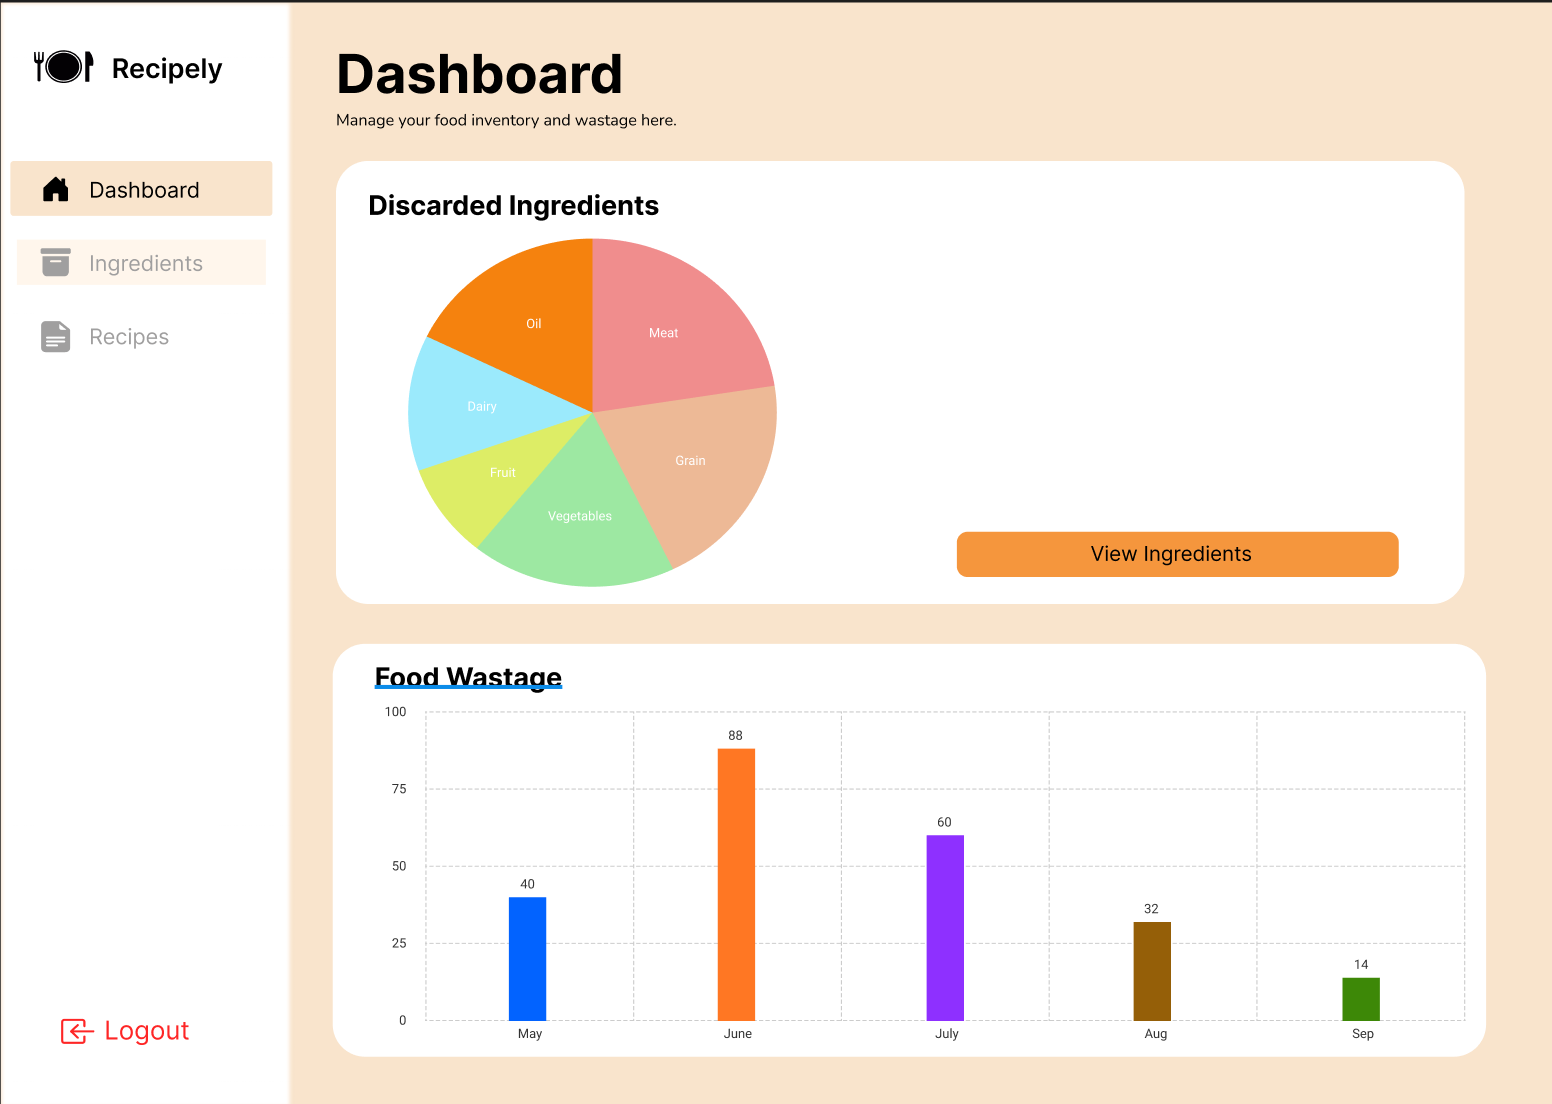 Recipely
Dashboard
Ingredients
Recipes
Logout
Dashboard
Manage your food inventory and wastage here.
Discarded Ingredients
Oil
Meat
Dairy
Grain
Fruit
Vegetables
View Ingredients
Food Wastage
100
75
50
25
0
40
88
60
32
14
May
June
July
Aug
Sep